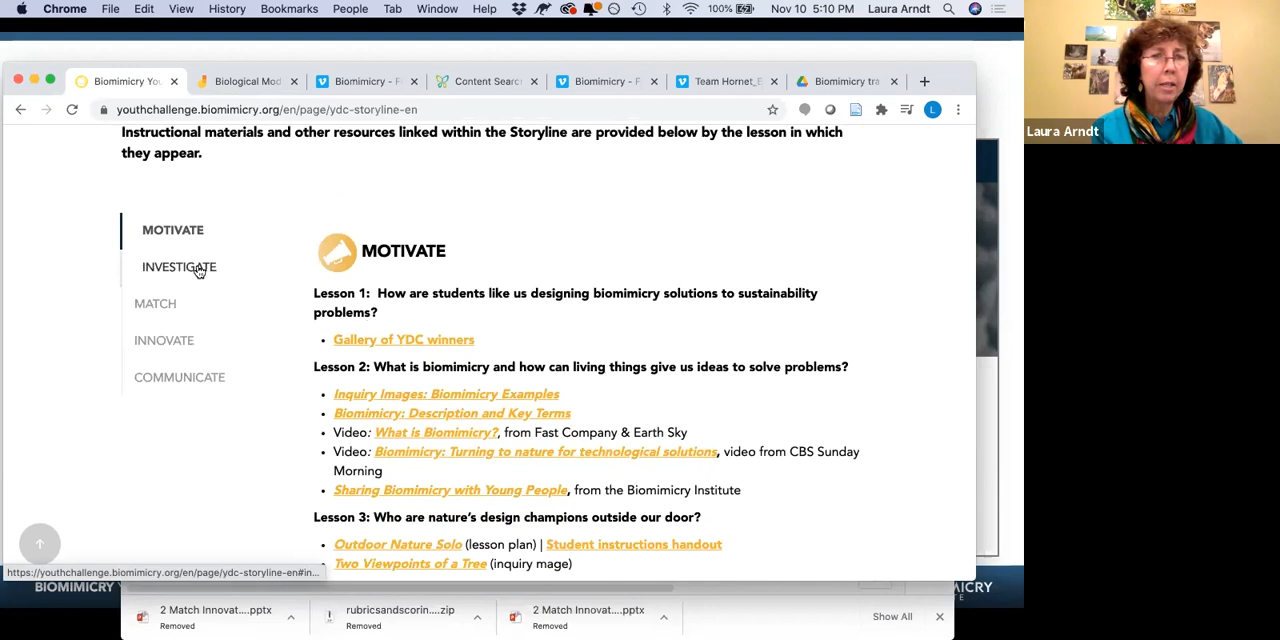 Chrome File Edit View History Bookmarks People Tab Window Help 100% Nov 10 5:10 PM Laura Arndt
Biomimicry You Biological Mod Biomimicry - F Content Searc Biomimicry - F Team Hornet_E Biomimicry tra
youthchallenge.biomimicry.org/en/page/ydc-storyline-en L
Laura Arndt
Instructional materials and other resources linked within the Storyline are provided below by the lesson in which
they appear.
MOTIVATE
INVESTIGATE
MATCH
INNOVATE
COMMUNICATE
MOTIVATE
Lesson 1: How are students like us designing biomimicry solutions to sustainability
problems?
• Gallery of YDC winners
Lesson 2: What is biomimicry and how can living things give us ideas to solve problems?
• Inquiry Images: Biomimicry Examples
• Biomimicry: Description and Key Terms
• Video: What is Biomimicry?, from Fast Company & Earth Sky
• Video: Biomimicry: Turning to nature for technological solutions, video from CBS Sunday
Morning
• Sharing Biomimicry with Young People, from the Biomimicry Institute
Lesson 3: Who are nature's design champions outside our door?
• Outdoor Nature Solo (lesson plan) | Student instructions handout
• Two Viewpoints of a Tree (inquiry mage)
https://youthchallenge.biomimicry.org/en/page/ydc-storyline-en#in...
BIOMIMICRY Y
2 Match Innovat....pptx
Removed
rubricsandscorin....zip
Removed
2 Match Innovat....pptx
Removed
Show All